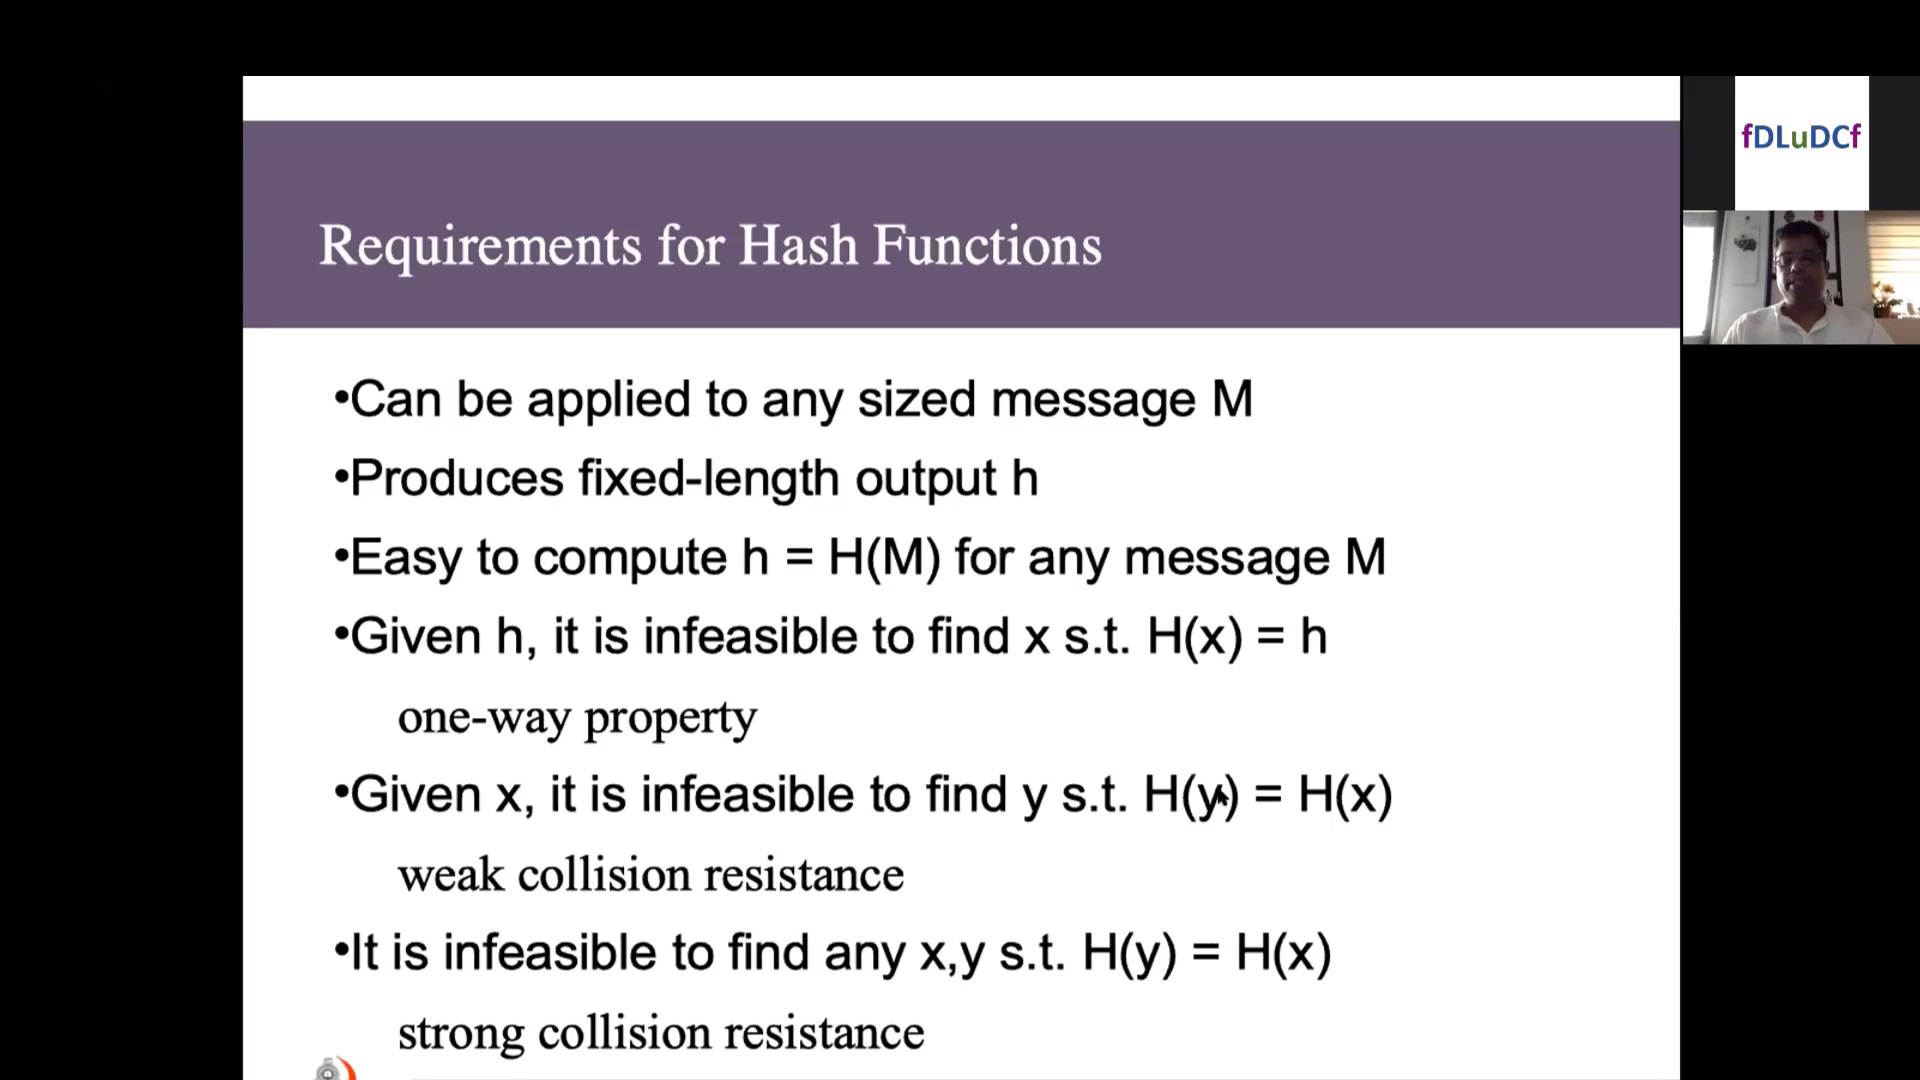 fDLuDCf
Requirements for Hash Functions
•Can be applied to any sized message M
•Produces fixed-length output h
•Easy to compute h = H(M) for any message M
•Given h, it is infeasible to find x s.t. H(x) = h
one-way property
•Given x, it is infeasible to find y s.t. H(y) = H(x)
weak collision resistance
•It is infeasible to find any x,y s.t. H(y) = H(x)
strong collision resistance